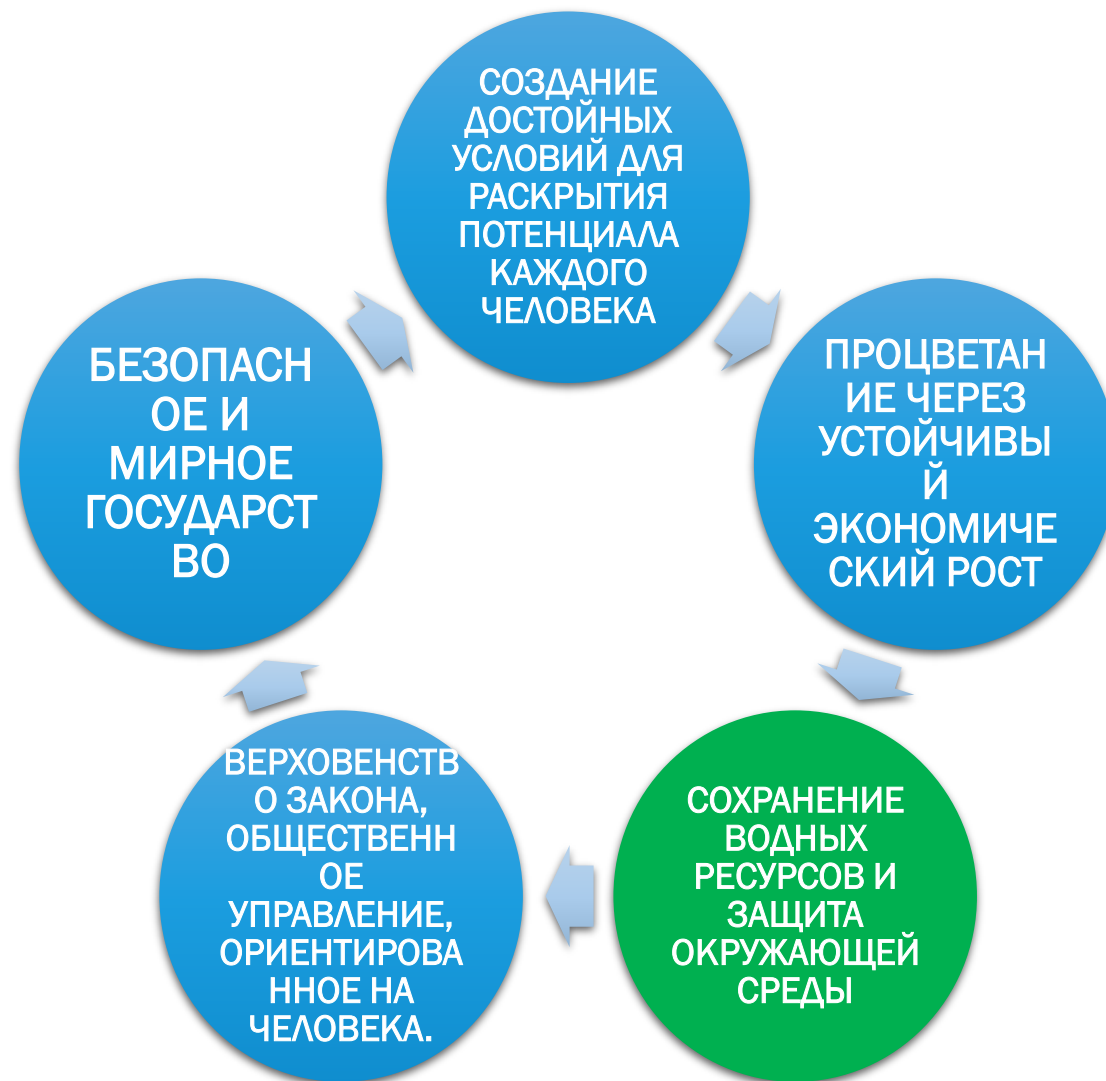 СОЗДАНИЕ
ДОСТОЙНЫХ
УСЛОВИЙ ДЛЯ
РАСКРЫТИЯ
ПОТЕНЦИАЛА
КАЖДОГО
ЧЕЛОВЕКА
ПРОЦВЕТАН
ИЕ ЧЕРЕЗ
УСТОЙЧИВЫ
Й
ЭКОНОМИЧЕ
СКИЙ РОСТ
СОХРАНЕНИЕ
ВОДНЫХ
РЕСУРСОВ И
ЗАЩИТА
ОКРУЖАЮЩЕЙ
СРЕДЫ
ВЕРХОВЕНСТВ
О ЗАКОНА,
ОБЩЕСТВЕНН
ОЕ
УПРАВЛЕНИЕ,
ОРИЕНТИРОВА
ННОЕ НА
ЧЕЛОВЕКА.
БЕЗОПАСН
ОЕ И
МИРНОЕ
ГОСУДАРСТ
ВО